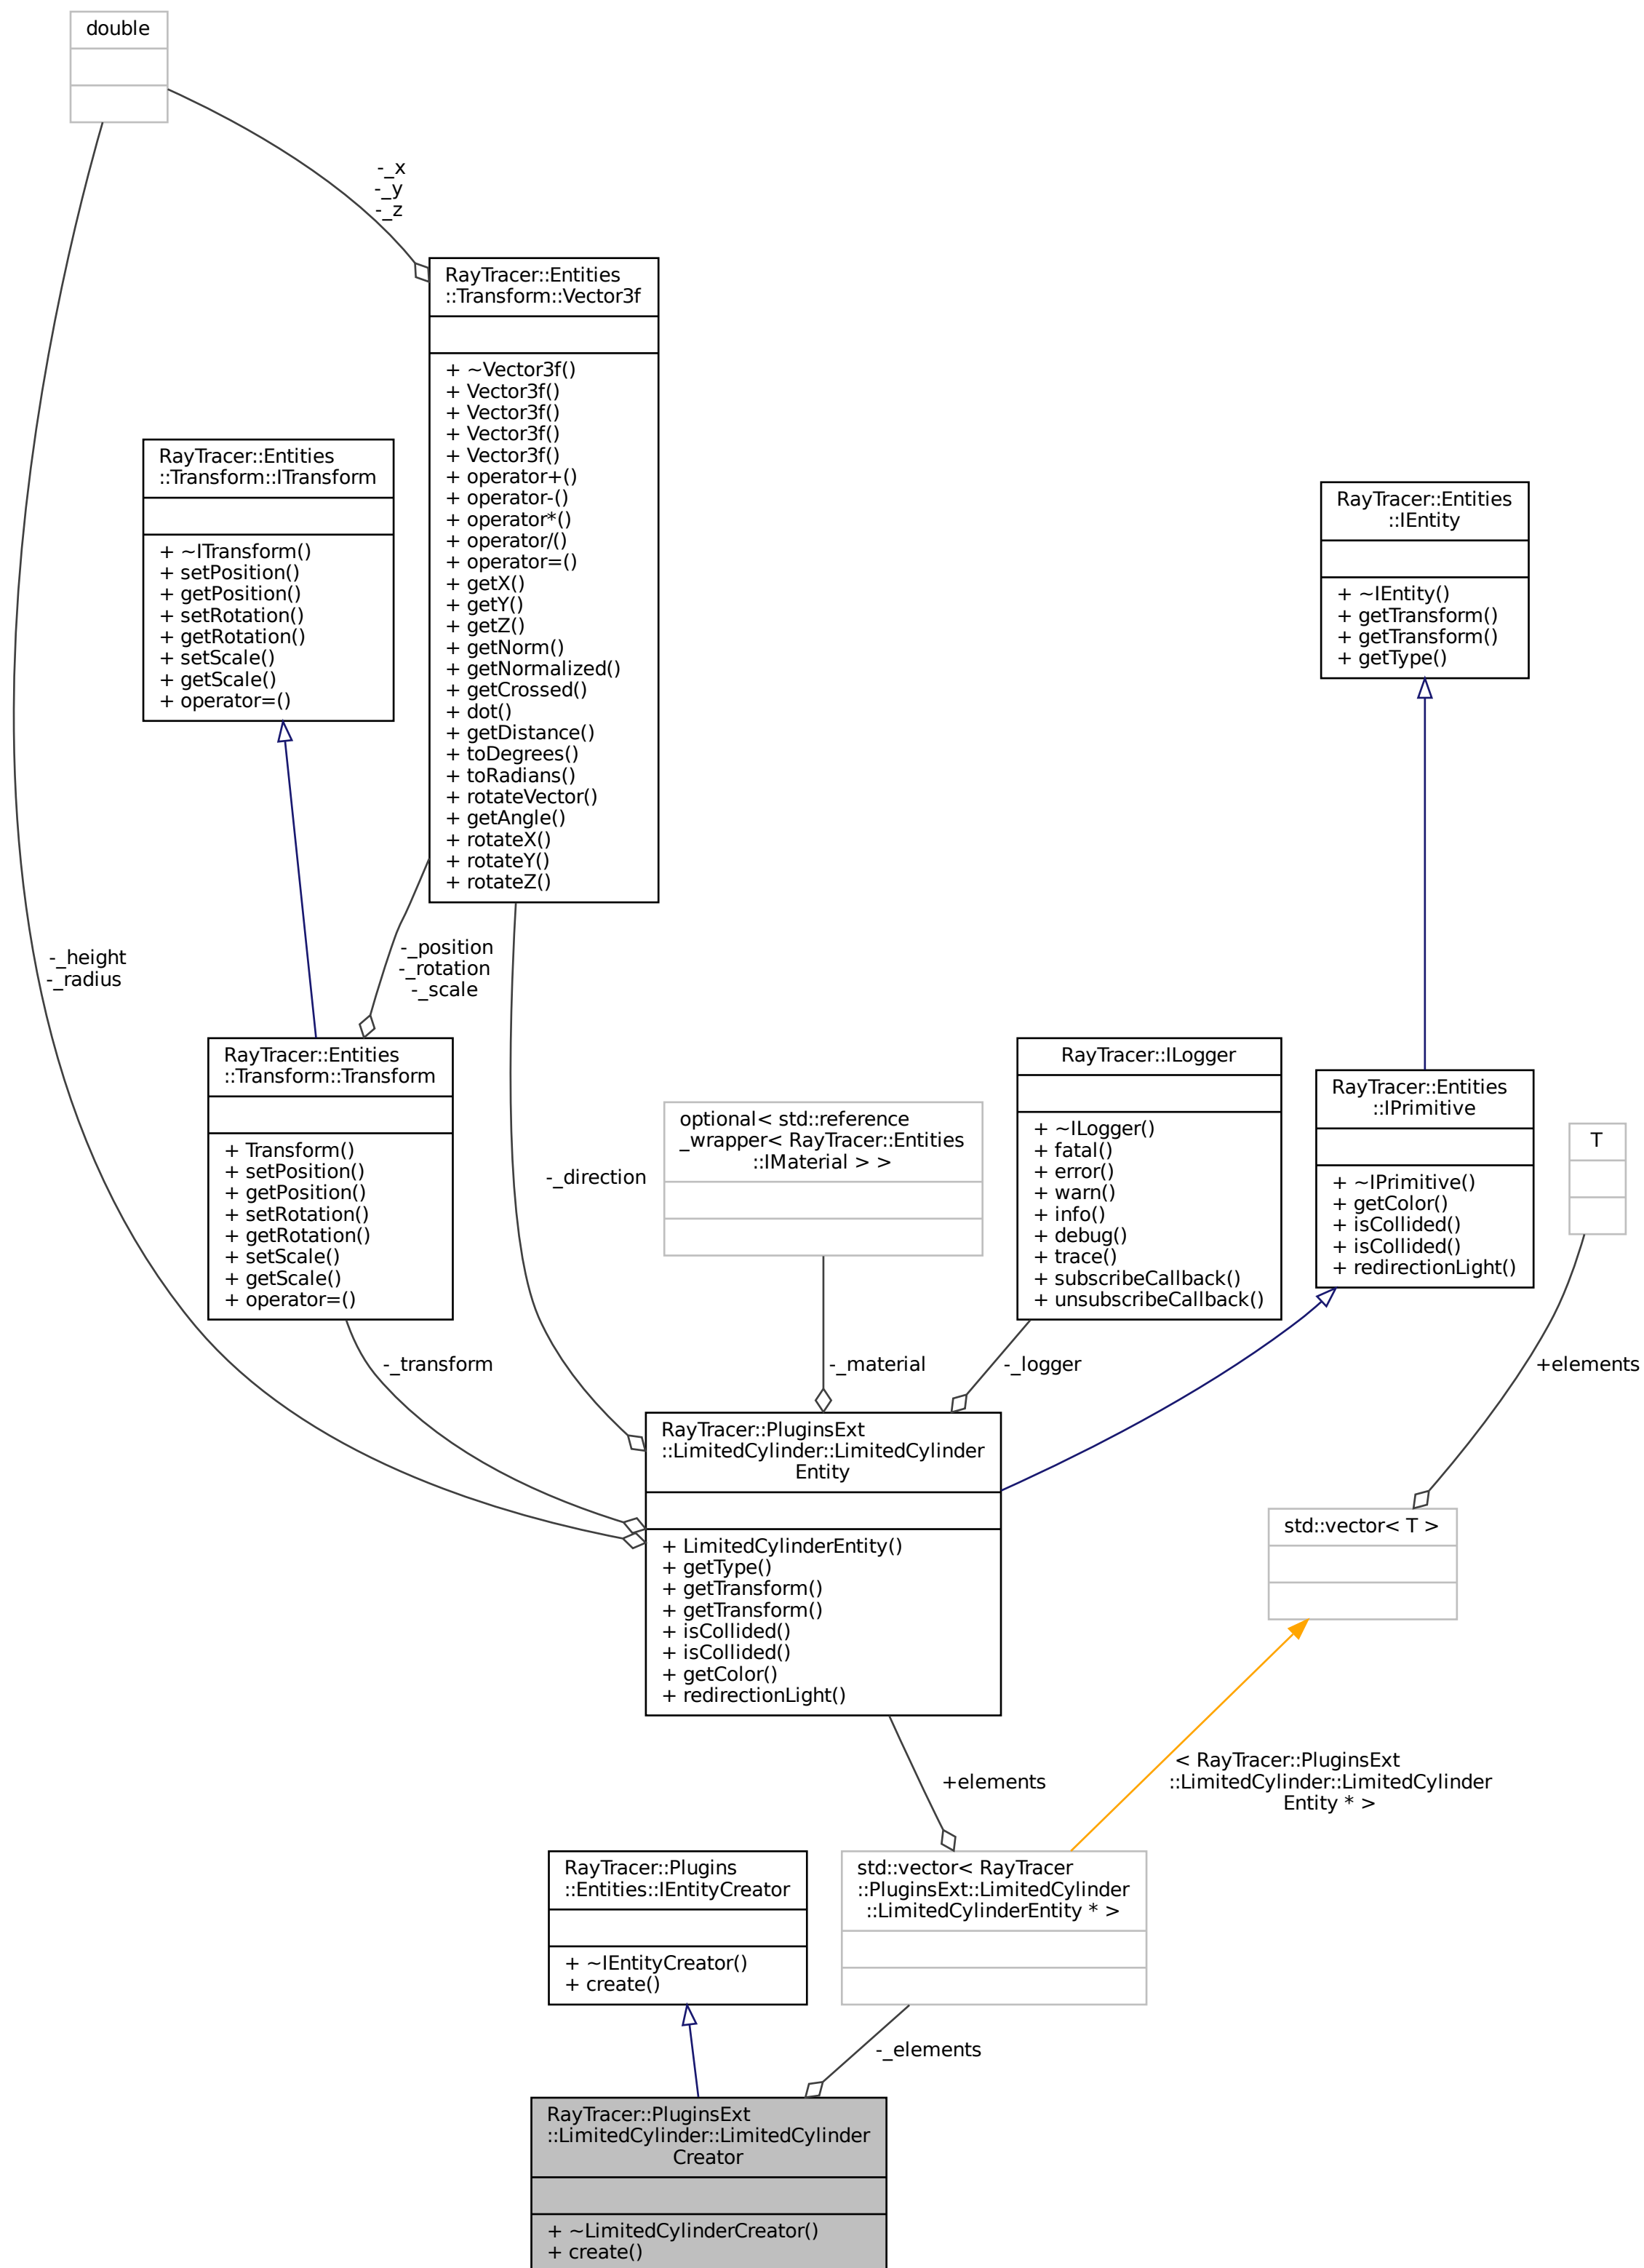 double
-_x
-_y
-_z
RayTracer::Entities
::Transform::Vector3f
+ ~Vector3f()
+ Vector3f()
+ Vector3f()
+ Vector3f()
+ Vector3f()
+ operator+()
+ operator-()
+ operator*()
+ operator/()
+ operator=()
+ getX()
+ getY()
+ getZ()
+ getNorm()
+ getNormalized()
+ getCrossed()
+ dot()
+ getDistance()
+ toDegrees()
+ toRadians()
+ rotateVector()
+ getAngle()
+ rotateX()
+ rotateY()
+ rotateZ()
RayTracer::Entities
::Transform::ITransform
+ ~ITransform()
+ setPosition()
+ getPosition()
+ setRotation()
+ getRotation()
+ setScale()
+ getScale()
+ operator=()
RayTracer::Entities
::IEntity
+ ~IEntity()
+ getTransform()
+ getTransform()
+ getType()
-_height
-_radius
-_position
-_rotation
-_scale
RayTracer::Entities
::Transform::Transform
+ Transform()
+ setPosition()
+ getPosition()
+ setRotation()
+ getRotation()
+ setScale()
+ getScale()
+ operator=()
-_direction
optional< std::reference
_wrapper< RayTracer::Entities
::IMaterial > >
RayTracer::ILogger
+ ~ILogger()
+ fatal()
+ error()
+ warn()
+ info()
+ debug()
+ trace()
+ subscribeCallback()
+ unsubscribeCallback()
RayTracer::Entities
::IPrimitive
+ ~IPrimitive()
+ getColor()
+ isCollided()
+ isCollided()
+ redirectionLight()
T
-_transform
-_material
-_logger
+elements
RayTracer::PluginsExt
::LimitedCylinder::LimitedCylinder
Entity
+ LimitedCylinderEntity()
+ getType()
+ getTransform()
+ getTransform()
+ isCollided()
+ isCollided()
+ getColor()
+ redirectionLight()
std::vector< T >
+elements
< RayTracer::PluginsExt
::LimitedCylinder::LimitedCylinder
Entity * >
RayTracer::Plugins
::Entities::IEntityCreator
+ ~IEntityCreator()
+ create()
std::vector< RayTracer
::PluginsExt::LimitedCylinder
::LimitedCylinderEntity * >
-_elements
RayTracer::PluginsExt
::LimitedCylinder::LimitedCylinder
Creator
+ ~LimitedCylinderCreator()
+ create()